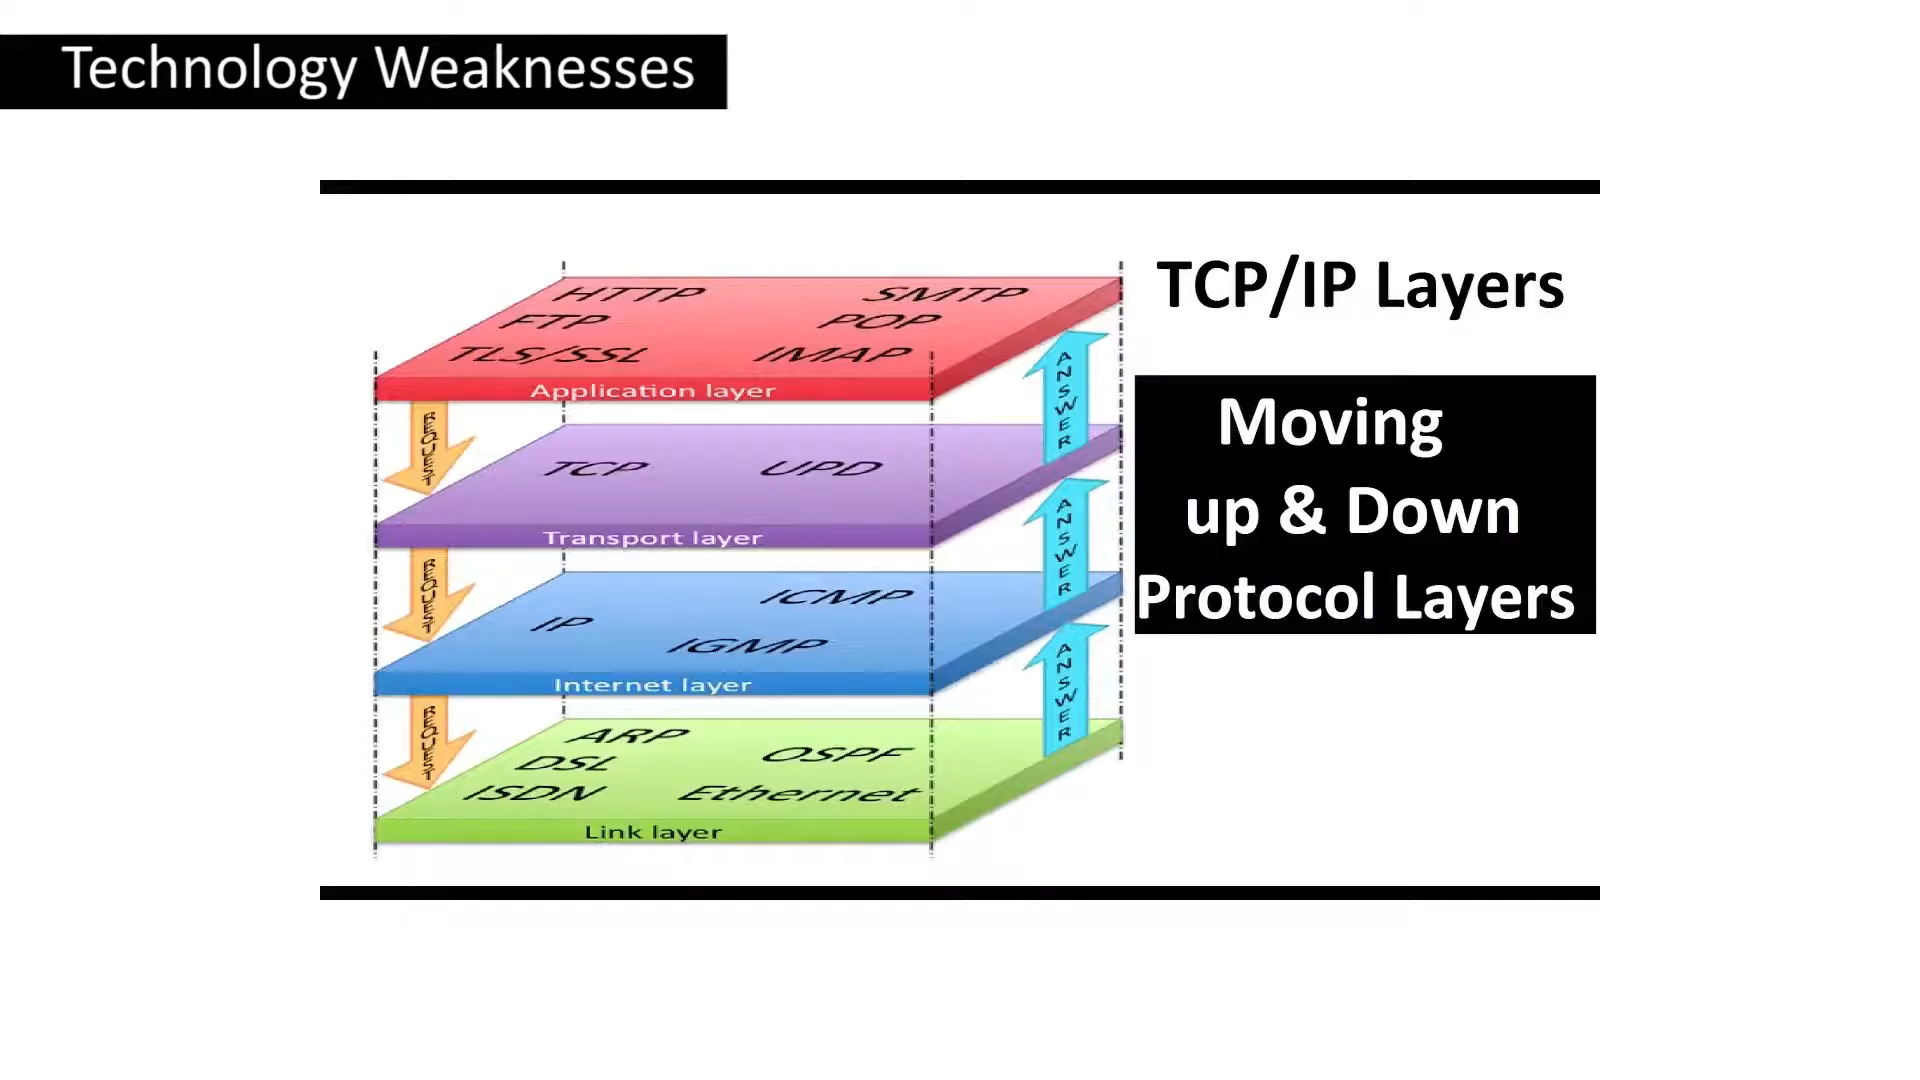 Technology Weaknesses
TCP/IP Layers
HTTP SMTP
FTP POP
TLS/SSL IMAP
Application layer
REQUEST
ANSWER
TCP UPD
Transport layer
REQUEST
ANSWER
ICMP
IP
IGMP
Internet layer
REQUEST
ANSWER
ARP
OSPF
DSL
ISDN Ethernet
Link layer
Moving
up & Down
Protocol Layers